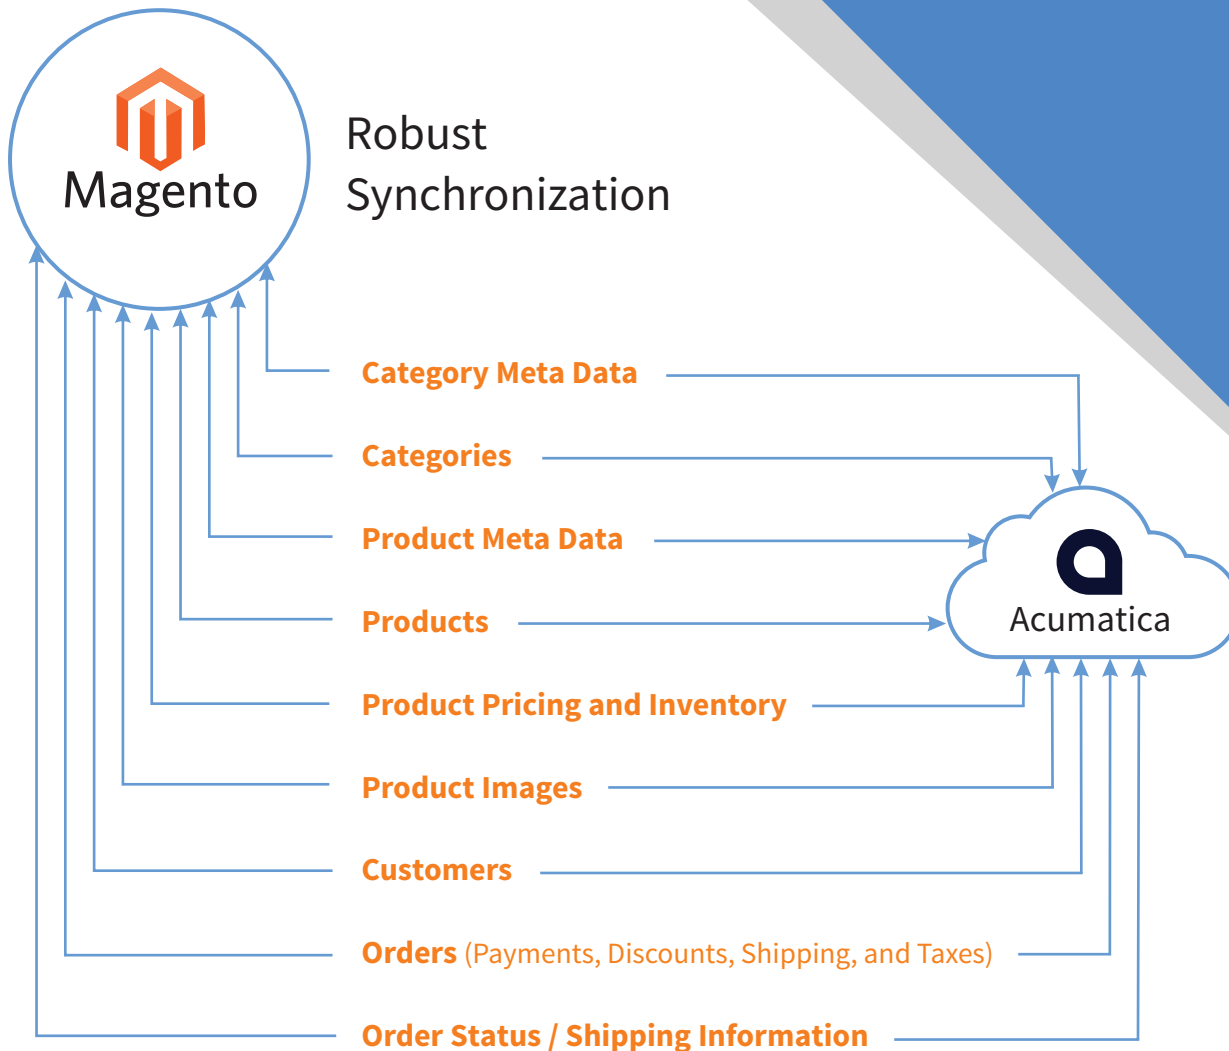 Magento
Robust
Synchronization
Category Meta Data
Categories
Product Meta Data
Products
Acumatica
Product Pricing and Inventory
Product Images
Customers
Orders (Payments, Discounts, Shipping, and Taxes)
Order Status / Shipping Information